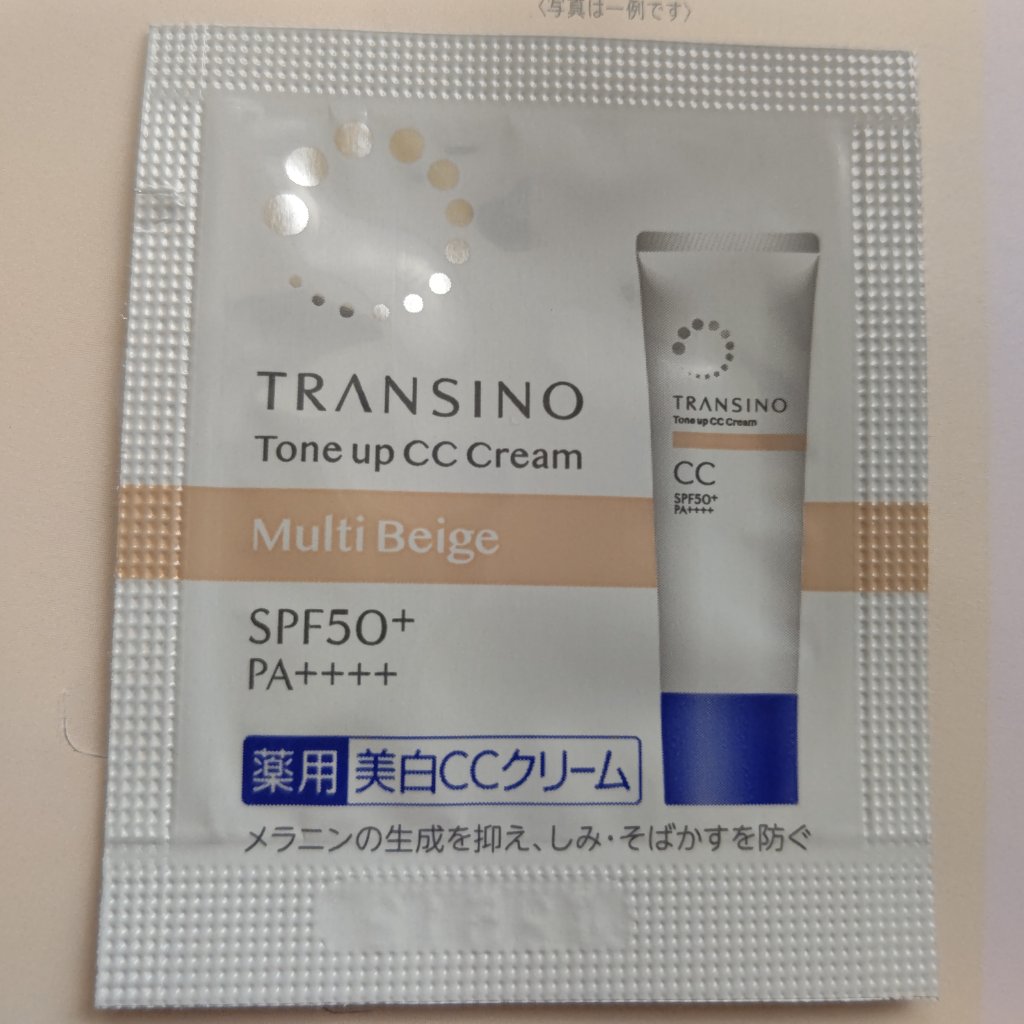 〈写真は一例です〉
TRANSINO
Tone up CC Cream
Multi Beige
SPF50+
PA++++
薬用 美白CCクリーム
メラニンの生成を抑え、しみ・そばかすを防ぐ
TRANSINO
Tone up CC Cream
CC
SPF50+
PA++++